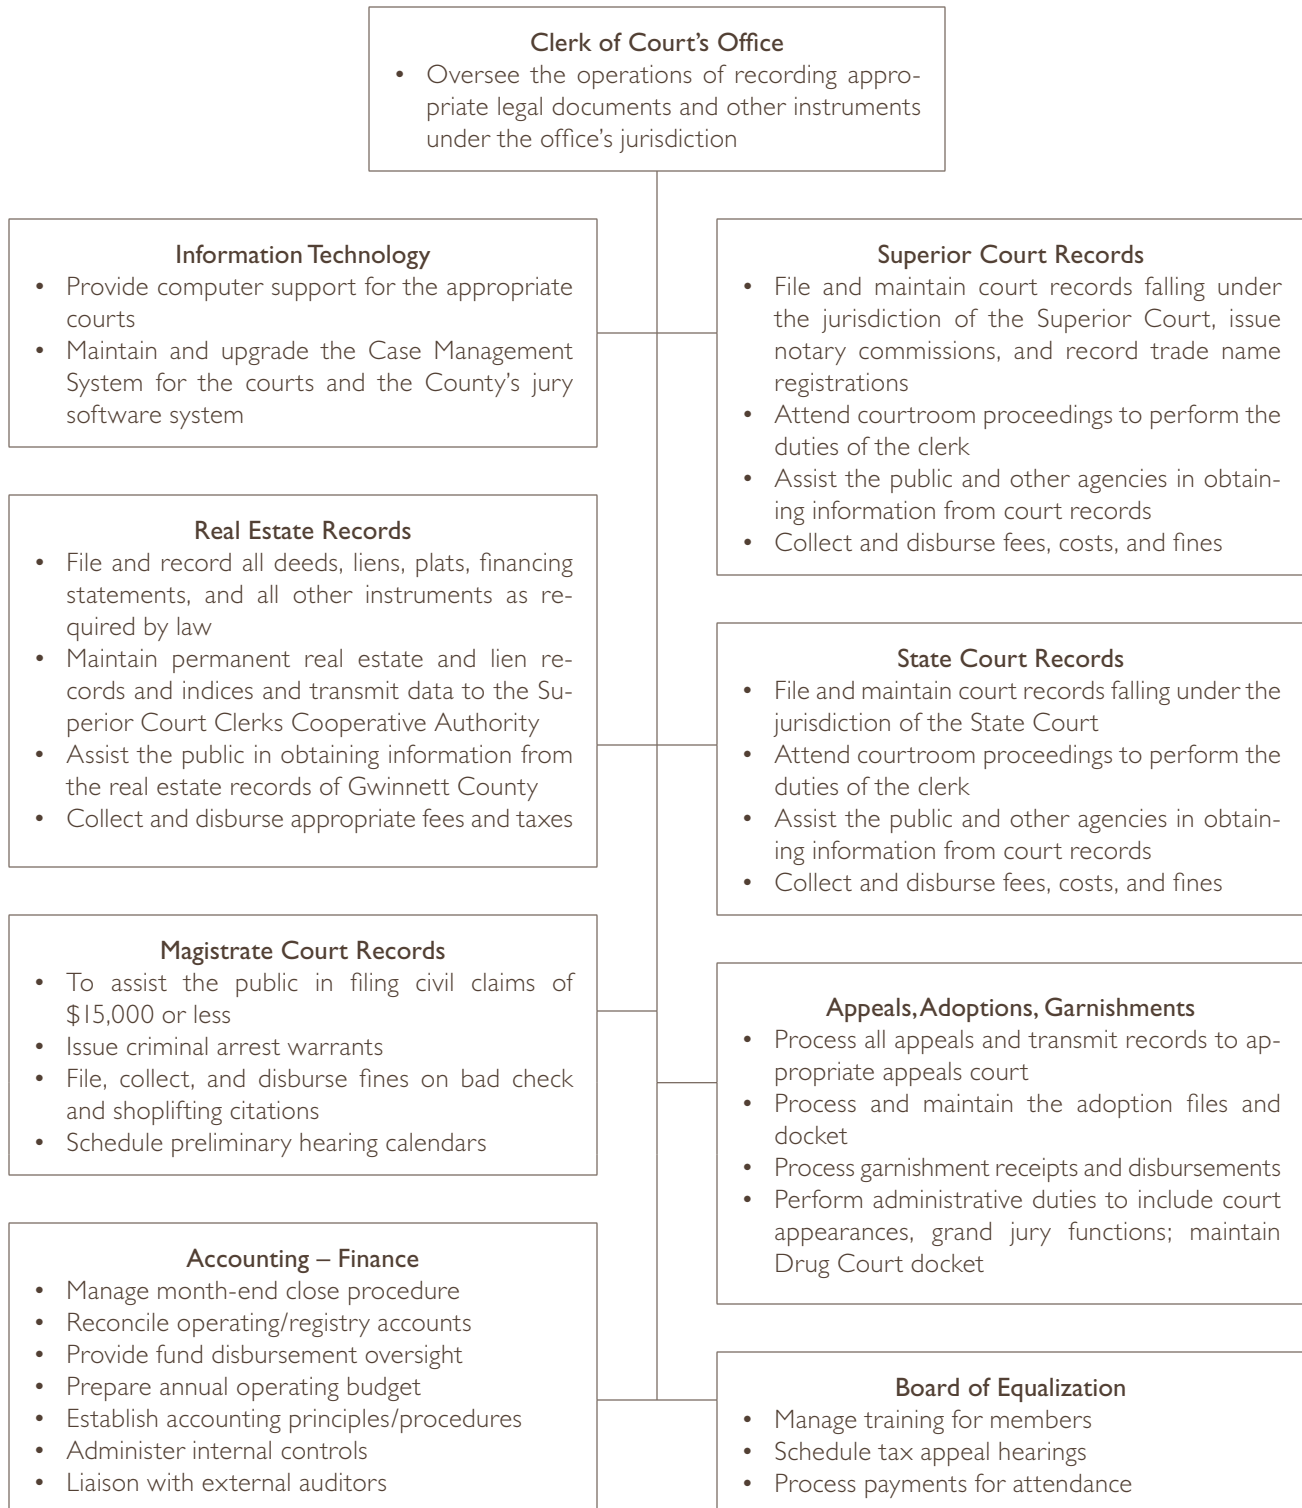 Clerk of Court’s Office
• Oversee the operations of recording appro-
priate legal documents and other instruments
under the office’s jurisdiction
Information Technology
• Provide computer support for the appropriate
courts
• Maintain and upgrade the Case Management
System for the courts and the County’s jury
software system
Real Estate Records
• File and record all deeds, liens, plats, financing
statements, and all other instruments as re-
quired by law
• Maintain permanent real estate and lien re-
cords and indices and transmit data to the Su-
perior Court Clerks Cooperative Authority
• Assist the public in obtaining information from
the real estate records of Gwinnett County
• Collect and disburse appropriate fees and taxes
Magistrate Court Records
• To assist the public in filing civil claims of
$15,000 or less
• Issue criminal arrest warrants
• File, collect, and disburse fines on bad check
and shoplifting citations
• Schedule preliminary hearing calendars
Accounting – Finance
• Manage month-end close procedure
• Reconcile operating/registry accounts
• Provide fund disbursement oversight
• Prepare annual operating budget
• Establish accounting principles/procedures
• Administer internal controls
• Liaison with external auditors
Superior Court Records
• File and maintain court records falling under
the jurisdiction of the Superior Court, issue
notary commissions, and record trade name
registrations
• Attend courtroom proceedings to perform the
duties of the clerk
• Assist the public and other agencies in obtain-
ing information from court records
• Collect and disburse fees, costs, and fines
State Court Records
• File and maintain court records falling under the
jurisdiction of the State Court
• Attend courtroom proceedings to perform the
duties of the clerk
• Assist the public and other agencies in obtain-
ing information from court records
• Collect and disburse fees, costs, and fines
Appeals, Adoptions, Garnishments
• Process all appeals and transmit records to ap-
propriate appeals court
• Process and maintain the adoption files and
docket
• Process garnishment receipts and disbursements
• Perform administrative duties to include court
appearances, grand jury functions; maintain
Drug Court docket
Board of Equalization
• Manage training for members
• Schedule tax appeal hearings
• Process payments for attendance